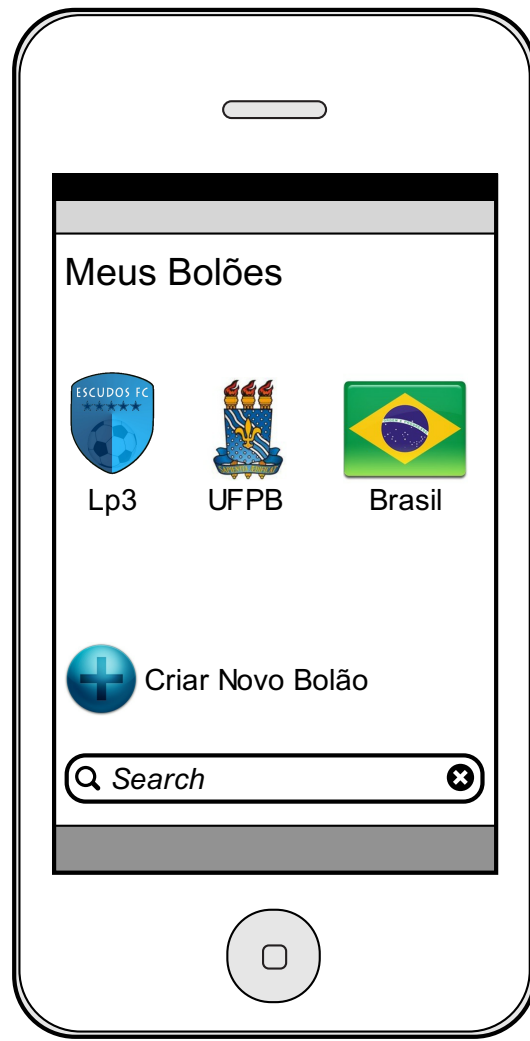 Meus Bolões
ESCUDOS FC
Lp3
UFPB
Brasil
Criar Novo Bolão
Search